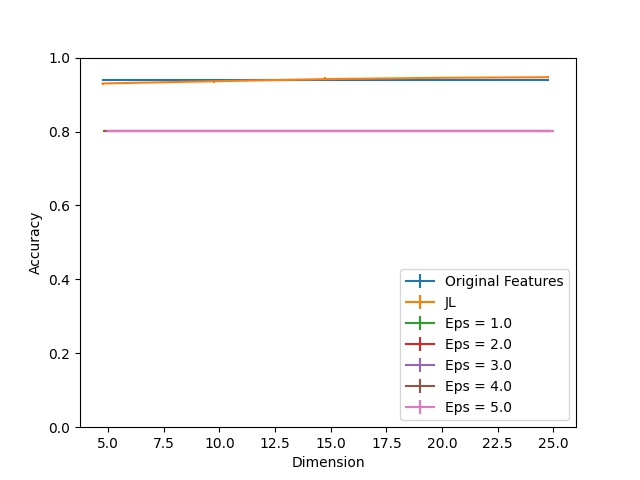 1.0
0.8
0.6
0.4
0.2
0.0
Accuracy
Original Features
JL
Eps = 1.0
Eps = 2.0
Eps = 3.0
Eps = 4.0
Eps = 5.0
5.0 7.5 10.0 12.5 15.0 17.5 20.0 22.5 25.0
Dimension